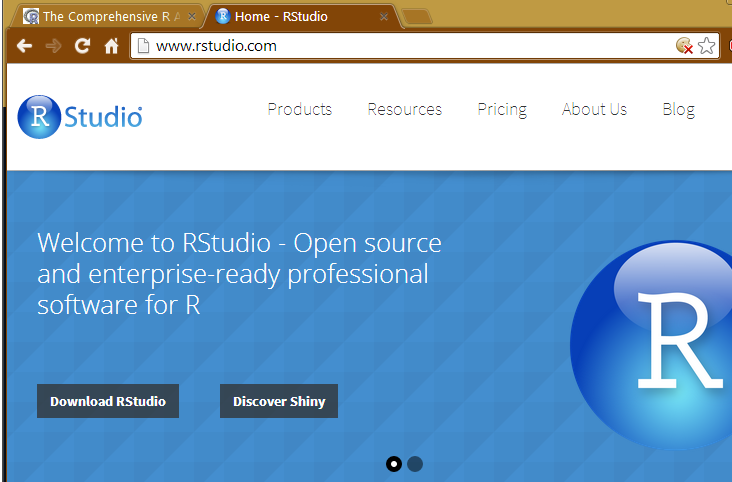 The Comprehensive R A
Home - RStudio
www.rstudio.com
R Studio
Products
Resources
Pricing
About Us
Blog
Welcome to RStudio - Open source
and enterprise-ready professional
software for R
R
Download RStudio
Discover Shiny